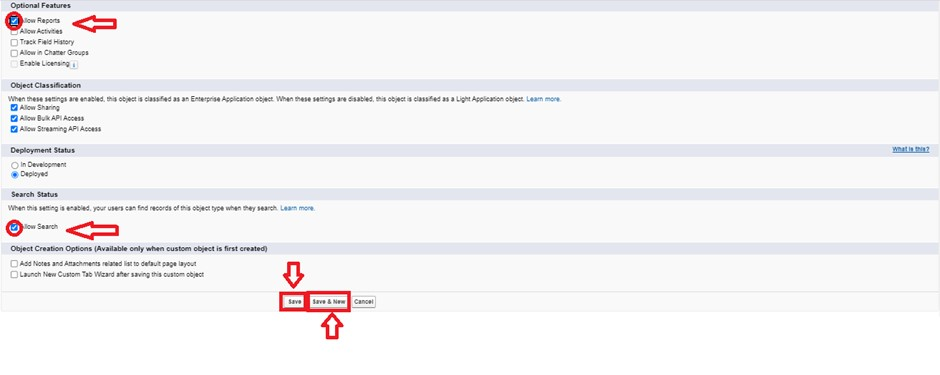 Optional Features
Allow Reports
Allow Activities
Track Field History
Allow in Chatter Groups
Enable Licensing i
Object Classification
When these settings are enabled, this object is classified as an Enterprise Application object. When these settings are disabled, this object is classified as a Light Application object. Learn more.
Allow Sharing
Allow Bulk API Access
Allow Streaming API Access
Deployment Status What is this?
In Development
Deployed
Search Status
When this setting is enabled, your users can find records of this object type when they search. Learn more.
Allow Search
Object Creation Options (Available only when custom object is first created)
Add Notes and Attachments related list to default page layout
Launch New Custom Tab Wizard after saving this custom object
Save Save & New Cancel